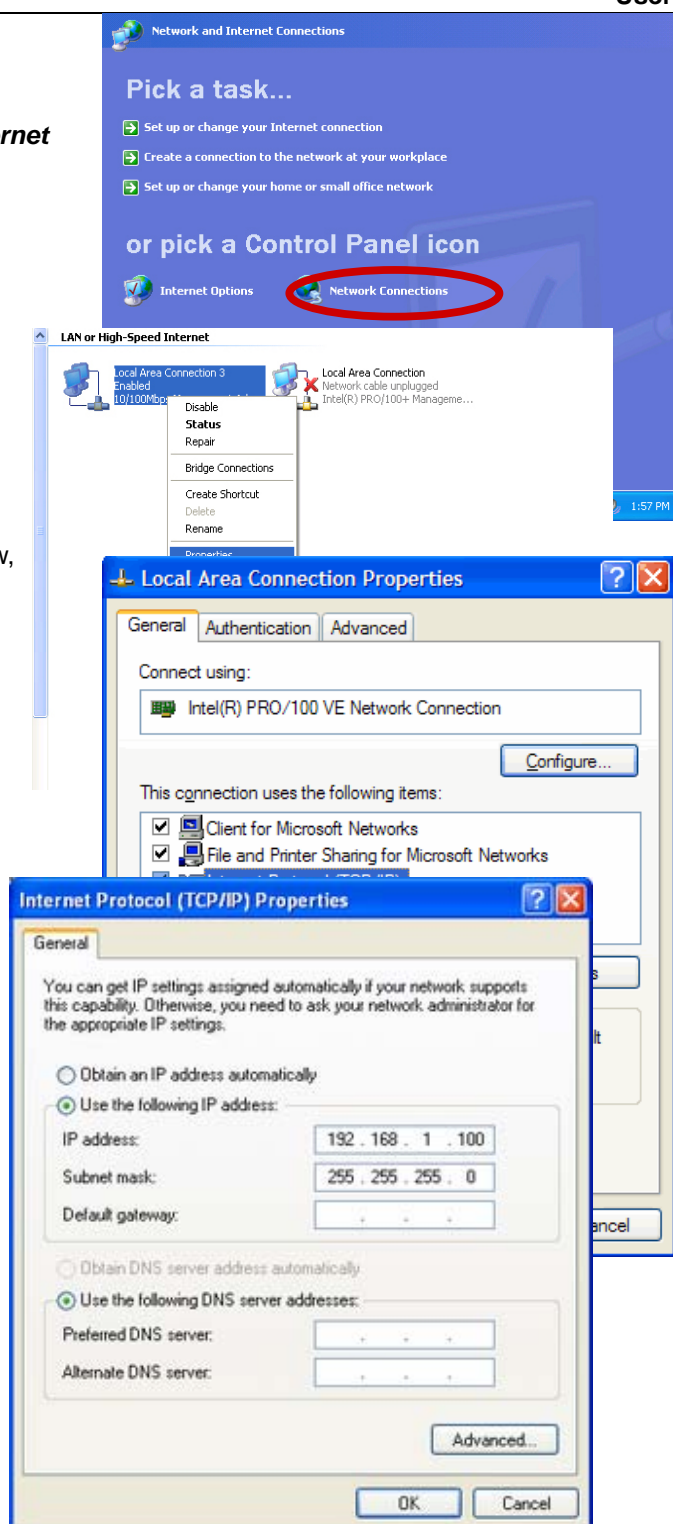 Network and Internet Connections
Pick a task...
Set up or change your Internet connection
Create a connection to the network at your workplace
Set up or change your home or small office network
or pick a Control Panel icon
Internet Options
Network Connections
1:57 PM
LAN or High-Speed Internet
Local Area Connection 3
Enabled
10/100Mbps
Local Area Connection
Network cable unplugged
Intel(R) PRO/100+ Manageme...
Disable
Status
Repair
Bridge Connections
Create Shortcut
Delete
Rename
Properties
Local Area Connection Properties
General
Authentication
Advanced
Connect using:
Intel(R) PRO/100 VE Network Connection
Configure...
This connection uses the following items:
Client for Microsoft Networks
File and Printer Sharing for Microsoft Networks
Internet Protocol (TCP/IP)
ancel
Internet Protocol (TCP/IP) Properties
General
You can get IP settings assigned automatically if your network supports
this capability. Otherwise, you need to ask your network administrator for
the appropriate IP settings.
Obtain an IP address automatically
Use the following IP address:
IP address: 192 . 168 . 1 . 100
Subnet mask: 255 . 255 . 255 . 0
Default gateway: . . .
Obtain DNS server address automatically
Use the following DNS server addresses:
Preferred DNS server: . . .
Alternate DNS server: . . .
Advanced...
OK
Cancel